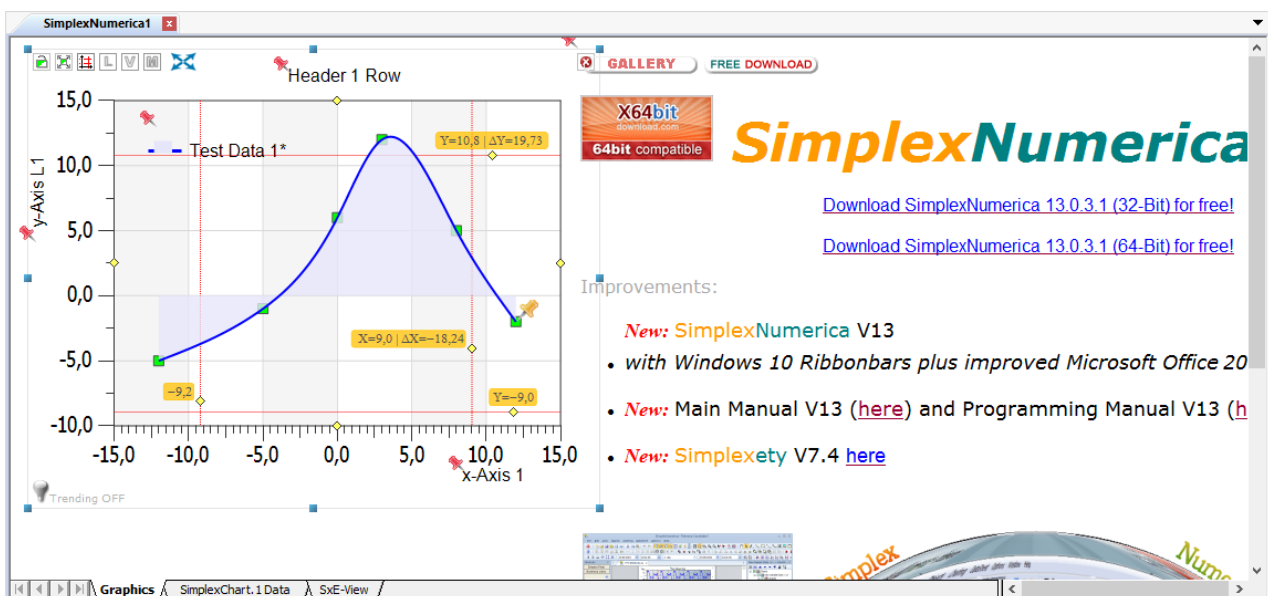 SimplexNumerica1
L V M
Header 1 Row
GALLERY
FREE DOWNLOAD
15,0
10,0
5,0
0,0
-5,0
-10,0
y-Axis L1
Test Data 1*
Y=10,8 | ΔY=19,73
X=9,0 | ΔX=−18,24
−9,2
Y=−9,0
-15,0 -10,0 -5,0 0,0 5,0 10,0 15,0
x-Axis 1
Trending OFF
X64bit
download.com
64bit compatible
SimplexNumerica
Download SimplexNumerica 13.0.3.1 (32-Bit) for free!
Download SimplexNumerica 13.0.3.1 (64-Bit) for free!
Improvements:
New: SimplexNumerica V13
• with Windows 10 Ribbonbars plus improved Microsoft Office 20
• New: Main Manual V13 (here) and Programming Manual V13 (h
• New: Simplexety V7.4 here
mplex
Nume
Graphics
SimplexChart.1 Data
SxE-View